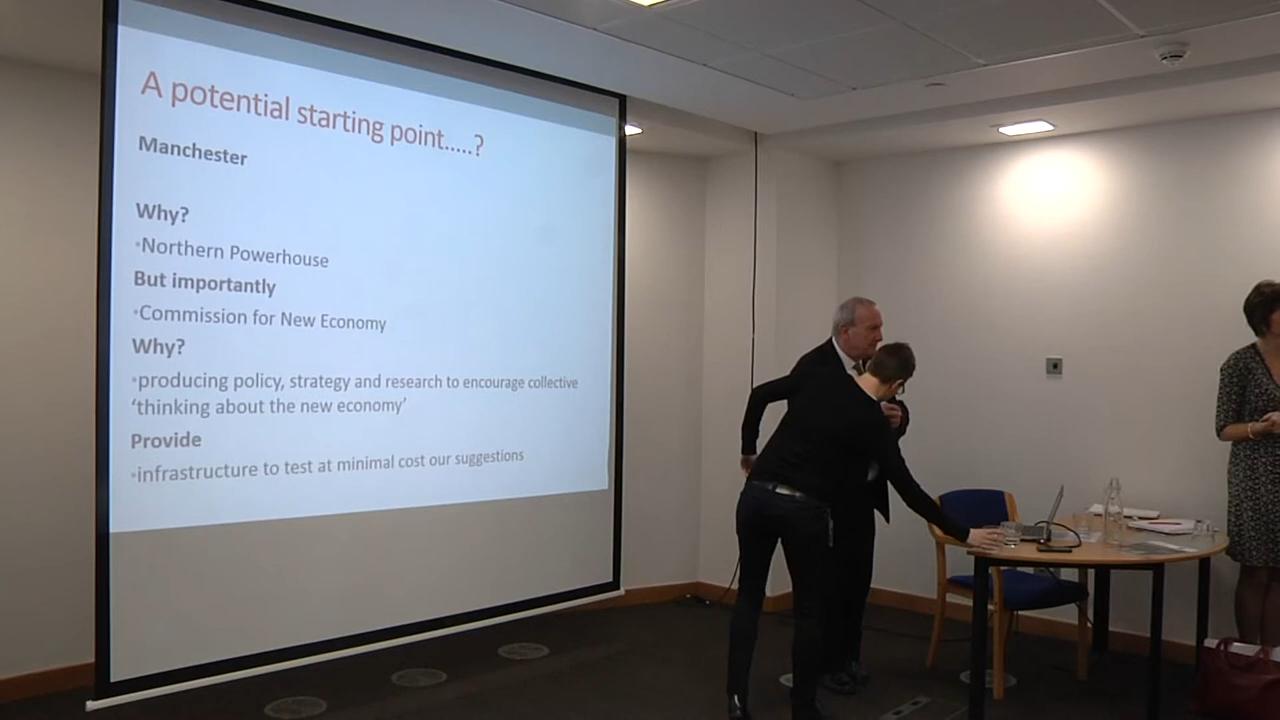 A potential starting point.....?
Manchester
Why?
•Northern Powerhouse
But importantly
•Commission for New Economy
Why?
•producing policy, strategy and research to encourage collective
‘thinking about the new economy’
Provide
•infrastructure to test at minimal cost our suggestions